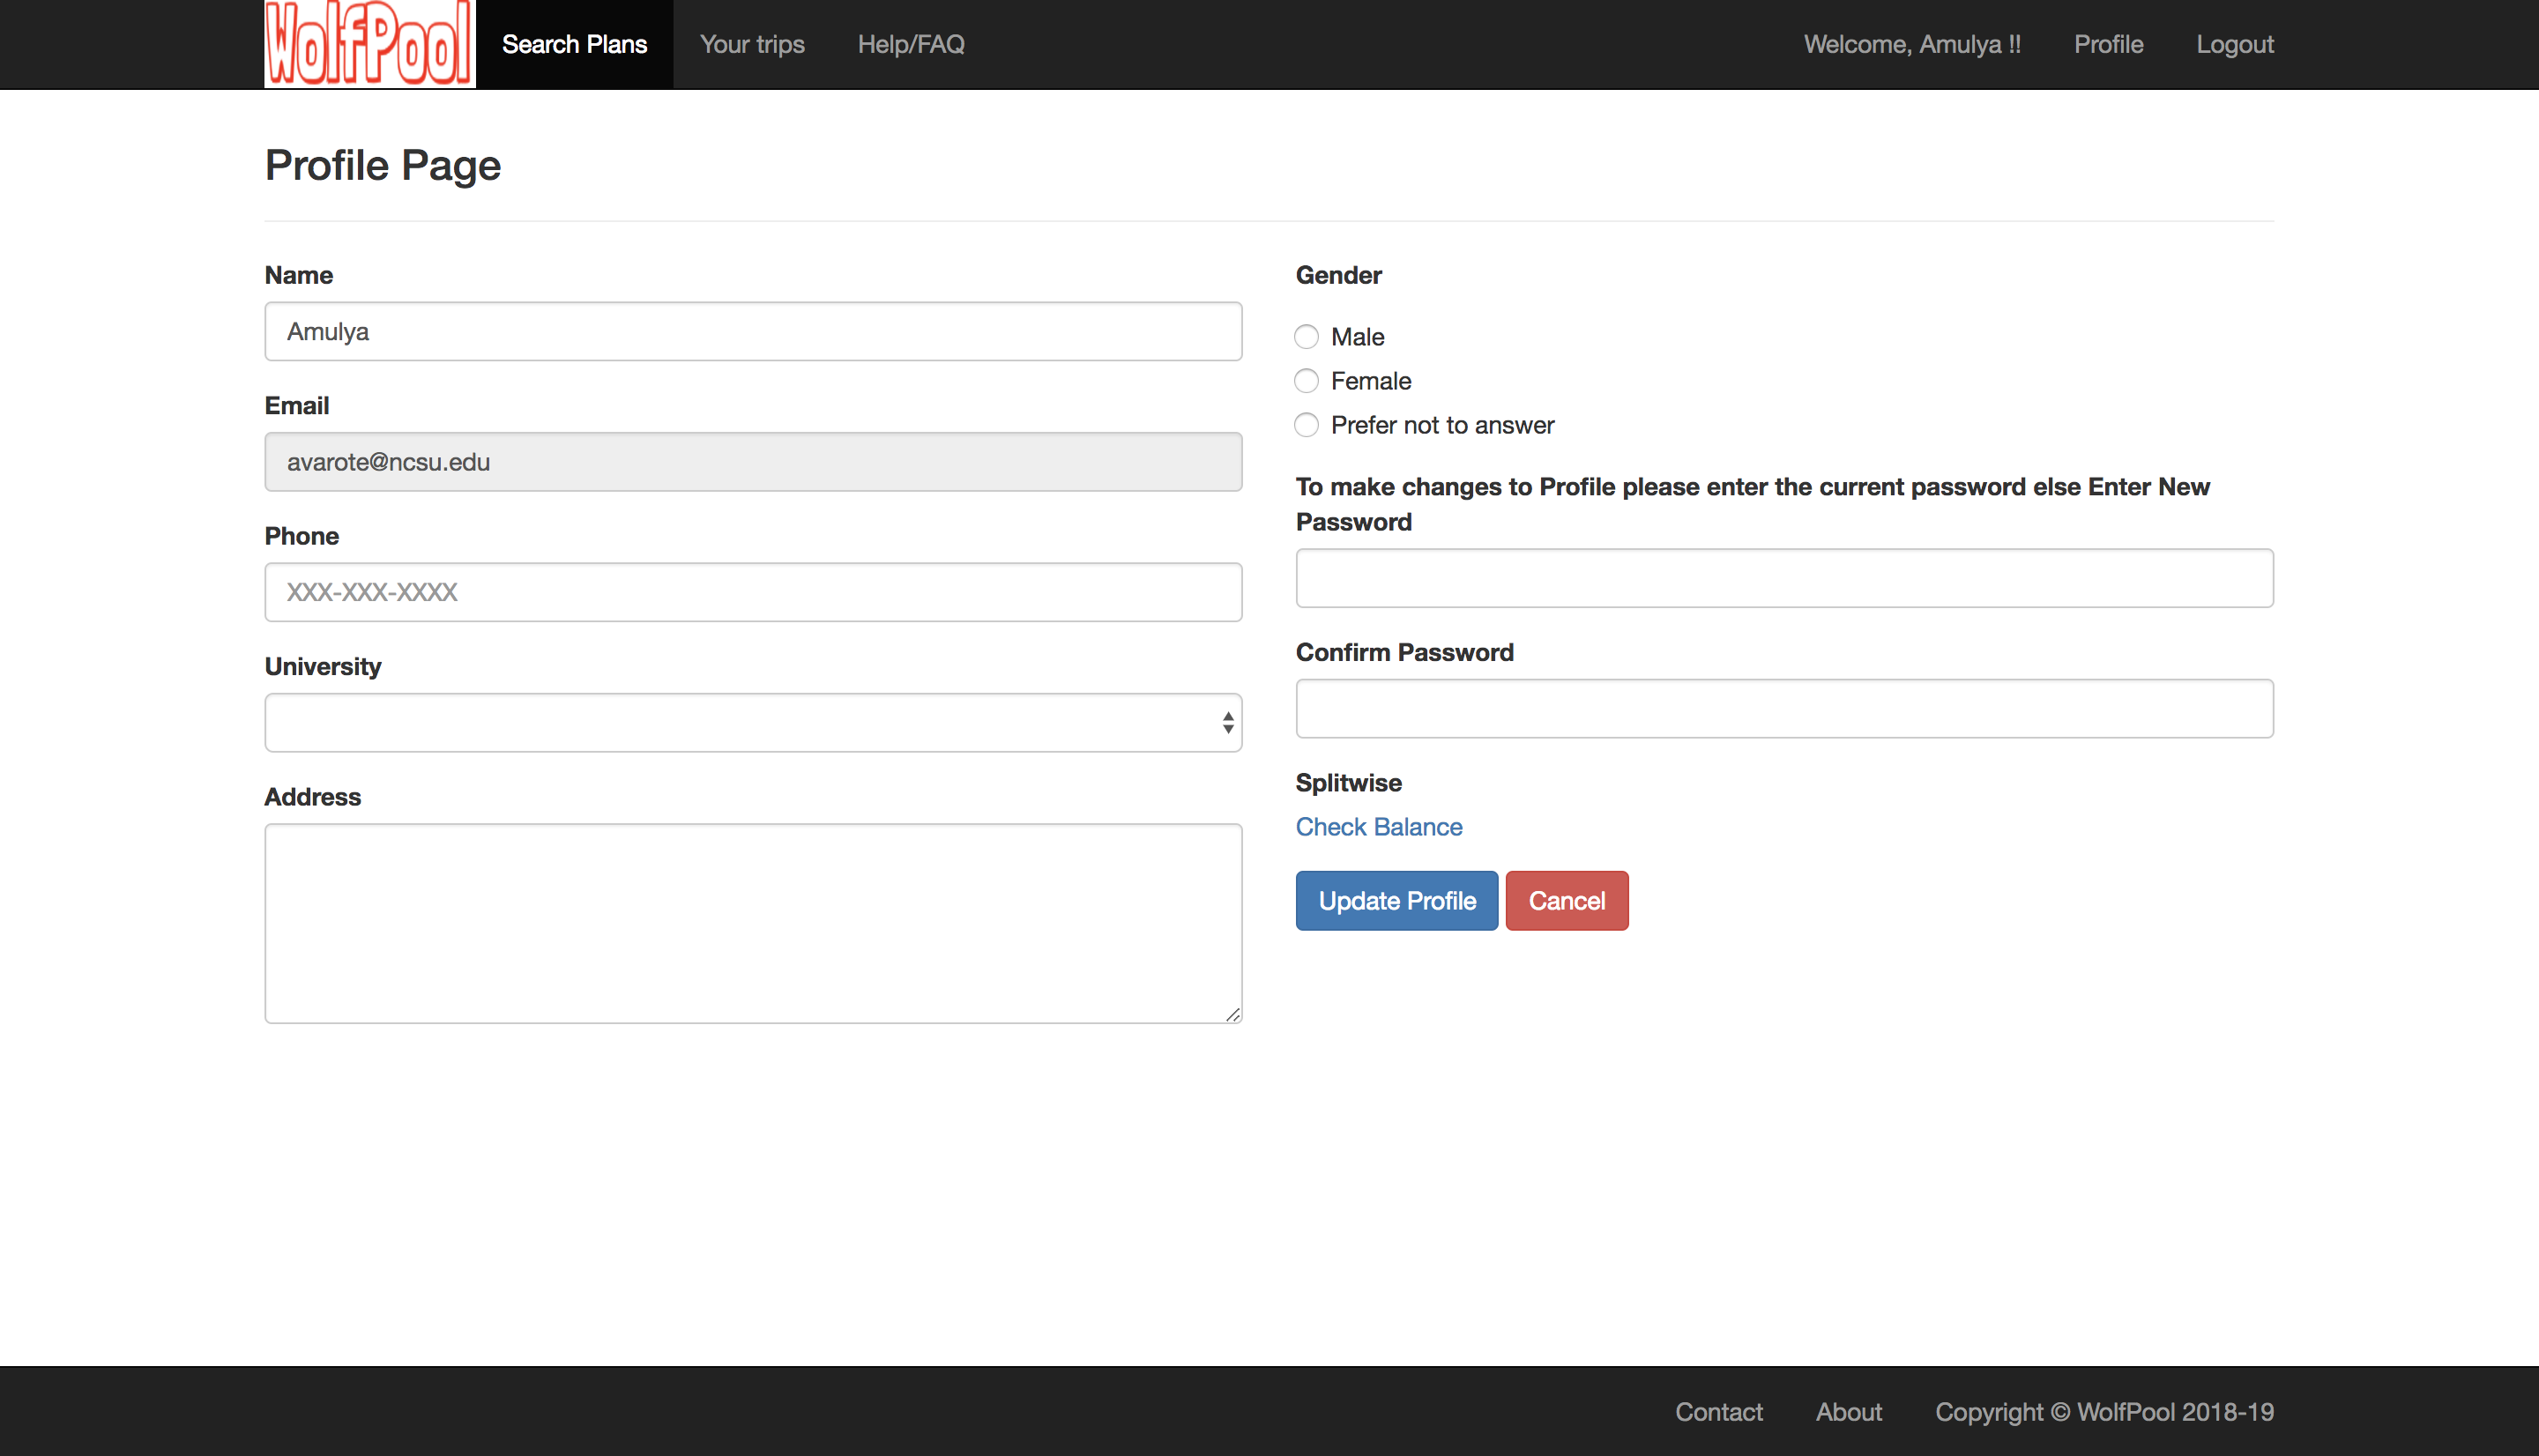 WolfPool
Search Plans
Your trips
Help/FAQ
Welcome, Amulya !!
Profile
Logout
Profile Page
Name
Amulya
Email
avarote@ncsu.edu
Phone
XXX-XXX-XXXX
University
Address
Gender
Male
Female
Prefer not to answer
To make changes to Profile please enter the current password else Enter New
Password
Confirm Password
Splitwise
Check Balance
Update Profile
Cancel
Contact
About
Copyright © WolfPool 2018-19